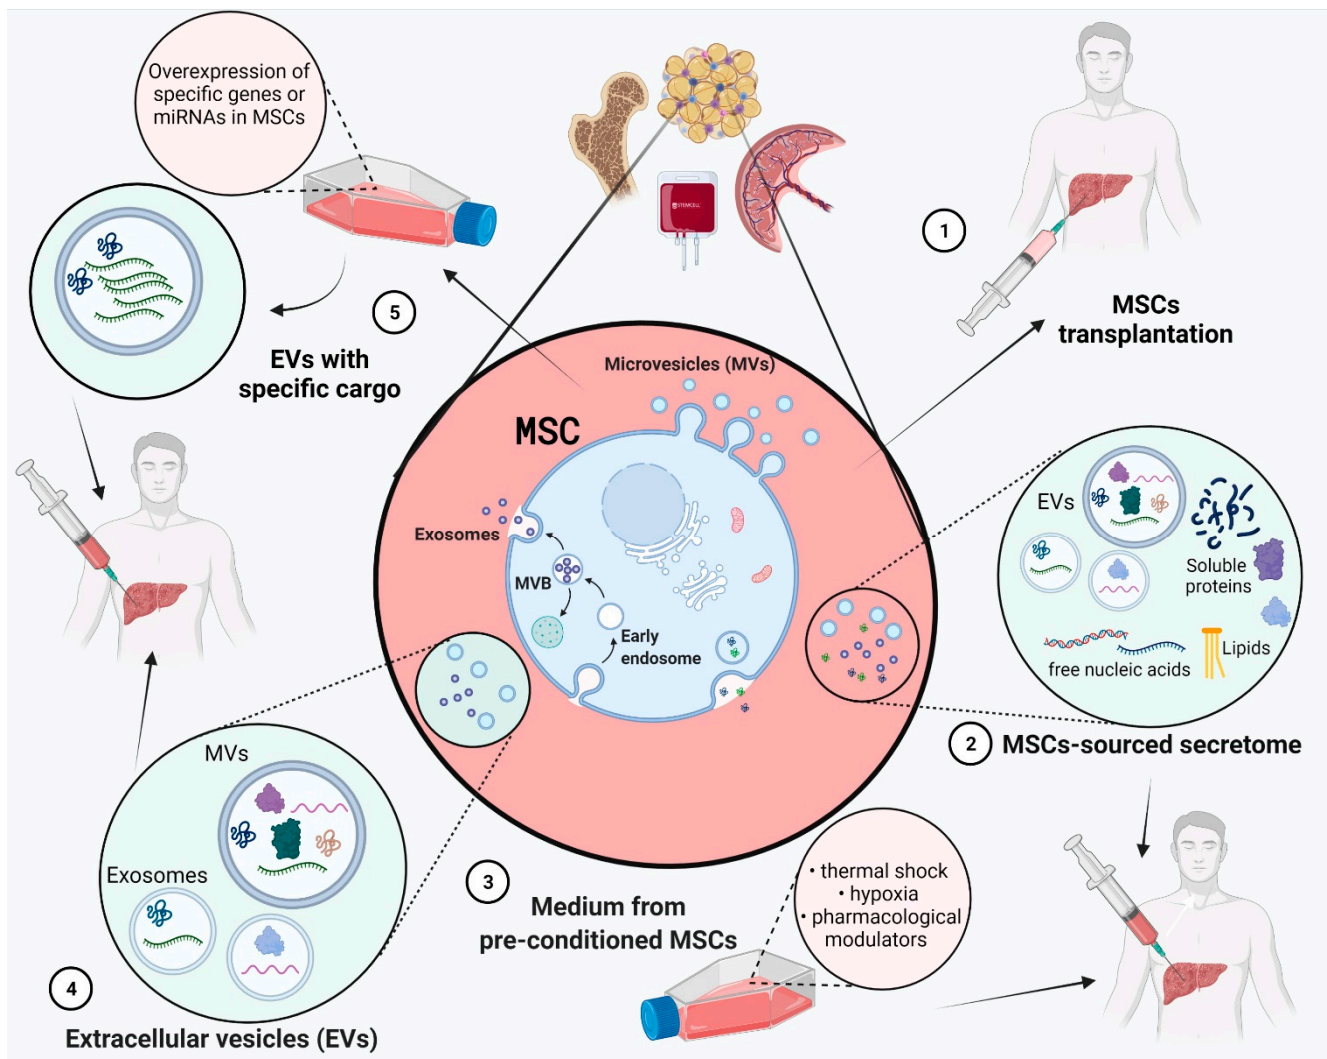 Overexpression of
specific genes or
miRNAs in MSCs
STEMCELL
1
MSCs
transplantation
5
EVs with
specific cargo
Microvesicles (MVs)
MSC
Exosomes
MVB
Early
endosome
EVs
Soluble
proteins
free nucleic acids
Lipids
2
MSCs-sourced secretome
MVs
Exosomes
4
Extracellular vesicles (EVs)
3
Medium from
pre-conditioned MSCs
• thermal shock
• hypoxia
• pharmacological
modulators